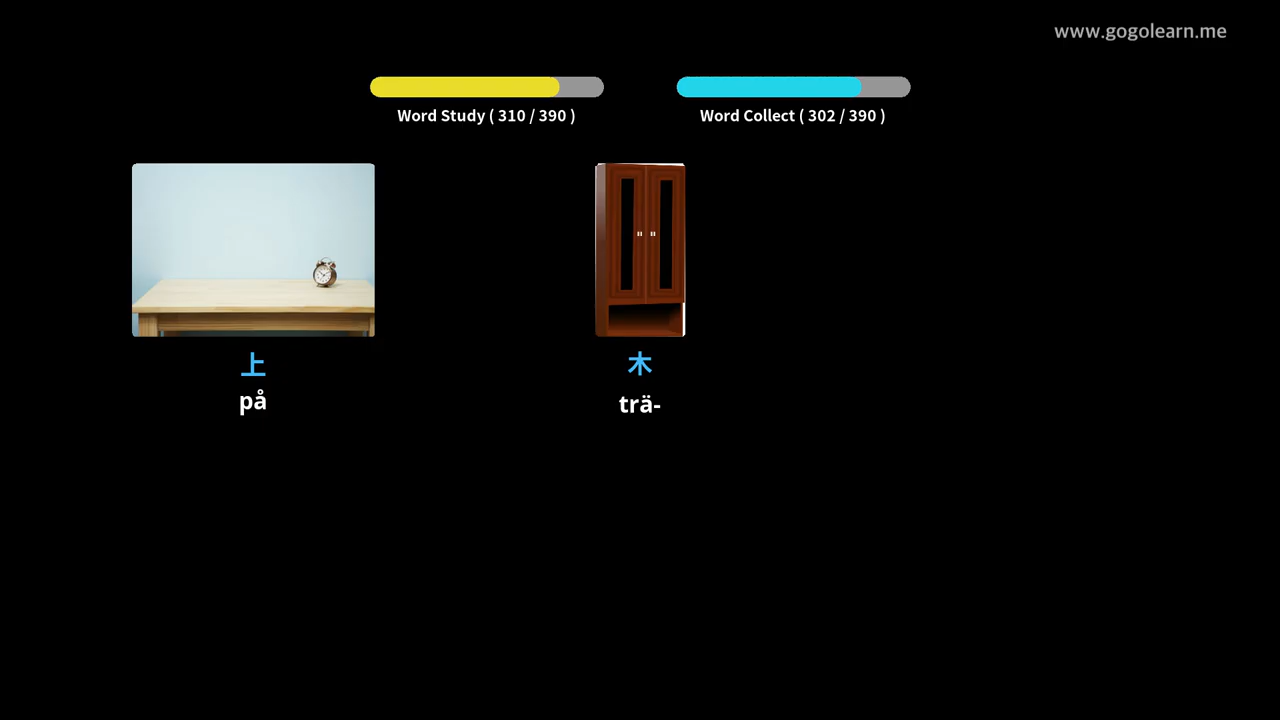 www.gogolearn.me
Word Study ( 310 / 390 )
Word Collect ( 302 / 390 )
上
på
木
trä-